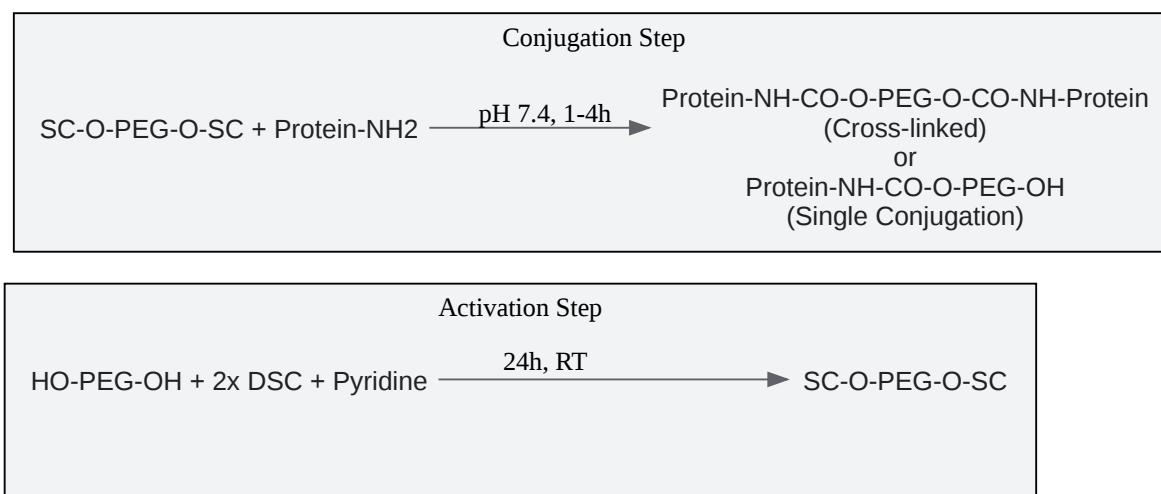 Conjugation Step
SC-O-PEG-O-SC + Protein-NH2
pH 7.4, 1-4h
Protein-NH-CO-O-PEG-O-CO-NH-Protein
(Cross-linked)
or
Protein-NH-CO-O-PEG-OH
(Single Conjugation)
Activation Step
HO-PEG-OH + 2x DSC + Pyridine
24h, RT
SC-O-PEG-O-SC